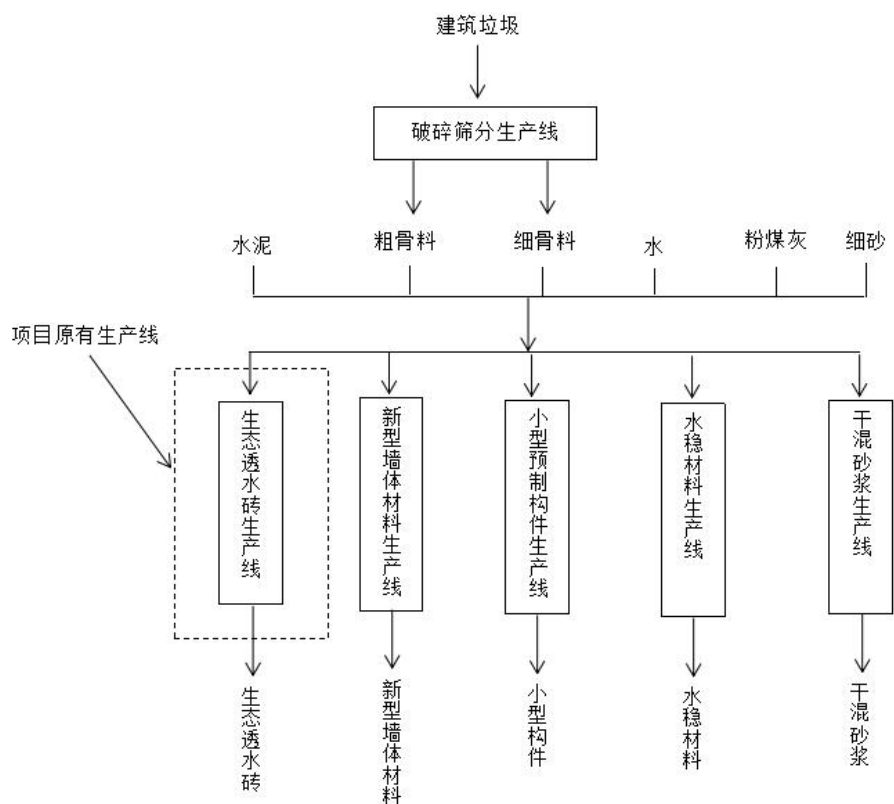 建筑垃圾
破碎筛分生产线
水泥
粗骨料
细骨料
水
粉煤灰
细砂
项目原有生产线
生态透水砖生产线
新型墙体材料生产线
小型预制构件生产线
水稳材料生产线
干混砂浆生产线
生态透水砖
新型墙体材料
小型构件
水稳材料
干混砂浆